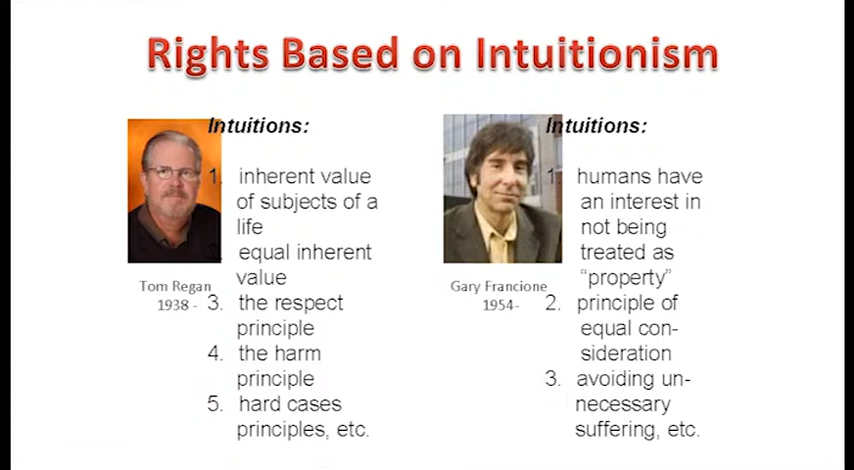 Rights Based on Intuitionism
Intuitions:
1. inherent value
of subjects of a
life
equal inherent
value
3. the respect
principle
4. the harm
principle
5. hard cases
principles, etc.
Tom Regan
1938 -
Intuitions:
1. humans have
an interest in
not being
treated as
“property”
2. principle of
equal con-
sideration
3. avoiding un-
necessary
suffering, etc.
Gary Francione
1954-